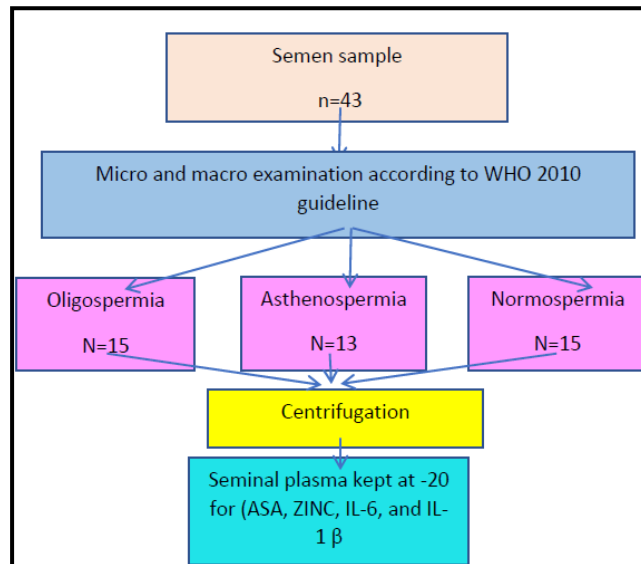 Semen sample
n=43
Micro and macro examination according to WHO 2010
guideline
Oligospermia
N=15
Asthenospermia
N=13
Normospermia
N=15
Centrifugation
Seminal plasma kept at -20
for (ASA, ZINC, IL-6, and IL-
1 β